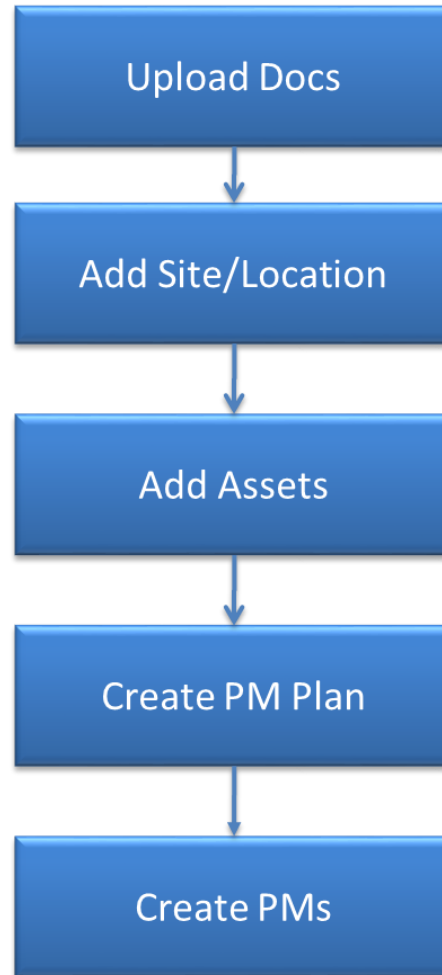 Upload Docs
Add Site/Location
Add Assets
Create PM Plan
Create PMs